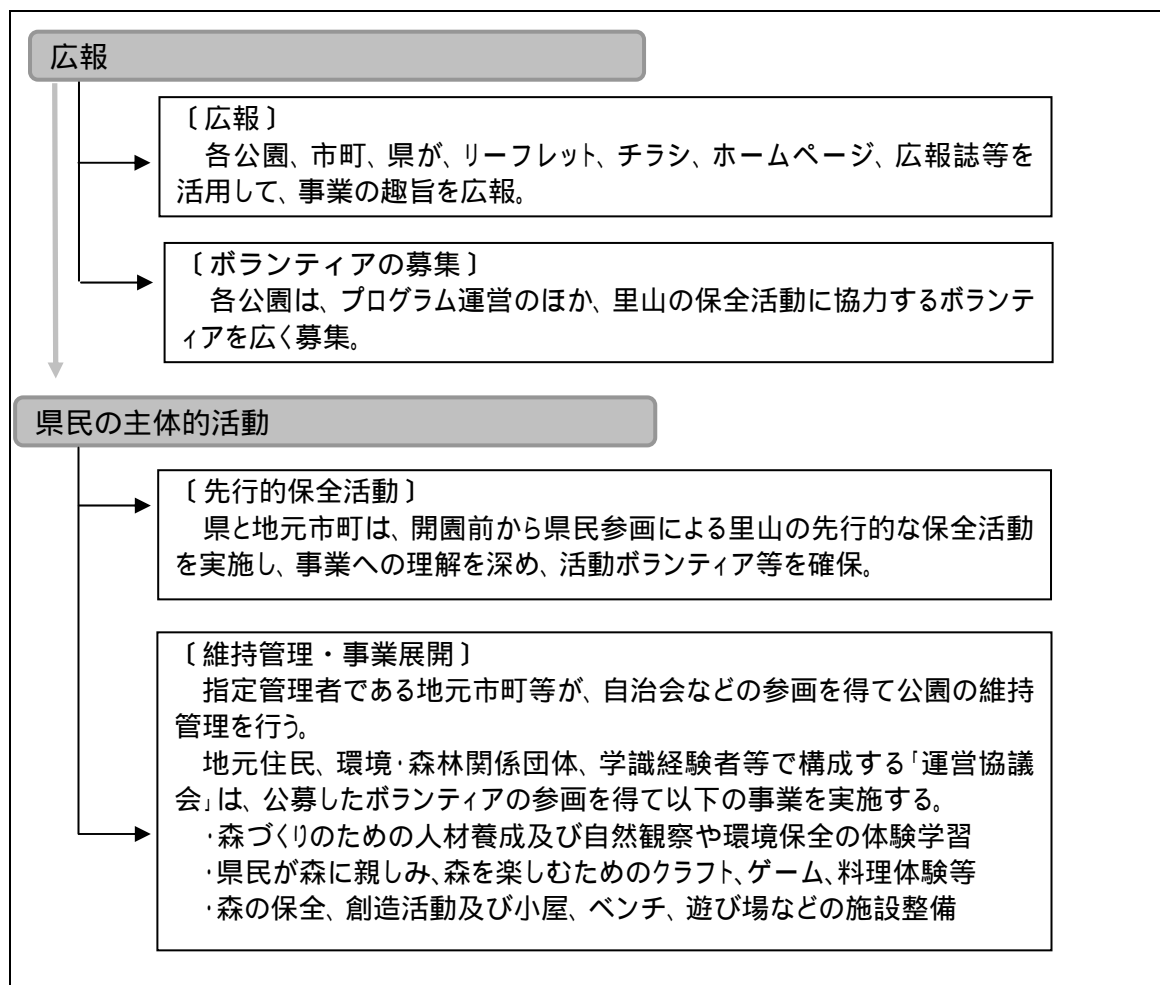 広報
〔広報〕
各公園、市町、県が、リーフレット、チラシ、ホームページ、広報誌等を
活用して、事業の趣旨を広報。
〔ボランティアの募集〕
各公園は、プログラム運営のほか、里山の保全活動に協力するボランテ
ィアを広く募集。
県民の主体的活動
〔先行的保全活動〕
県と地元市町は、開園前から県民参画による里山の先行的な保全活動
を実施し、事業への理解を深め、活動ボランティア等を確保。
〔維持管理・事業展開〕
指定管理者である地元市町等が、自治会などの参画を得て公園の維持
管理を行う。
地元住民、環境・森林関係団体、学識経験者等で構成する「運営協議
会」は、公募したボランティアの参画を得て以下の事業を実施する。
・森づくりのための人材養成及び自然観察や環境保全の体験学習
・県民が森に親しみ、森を楽しむためのクラフト、ゲーム、料理体験等
・森の保全、創造活動及び小屋、ベンチ、遊び場などの施設整備